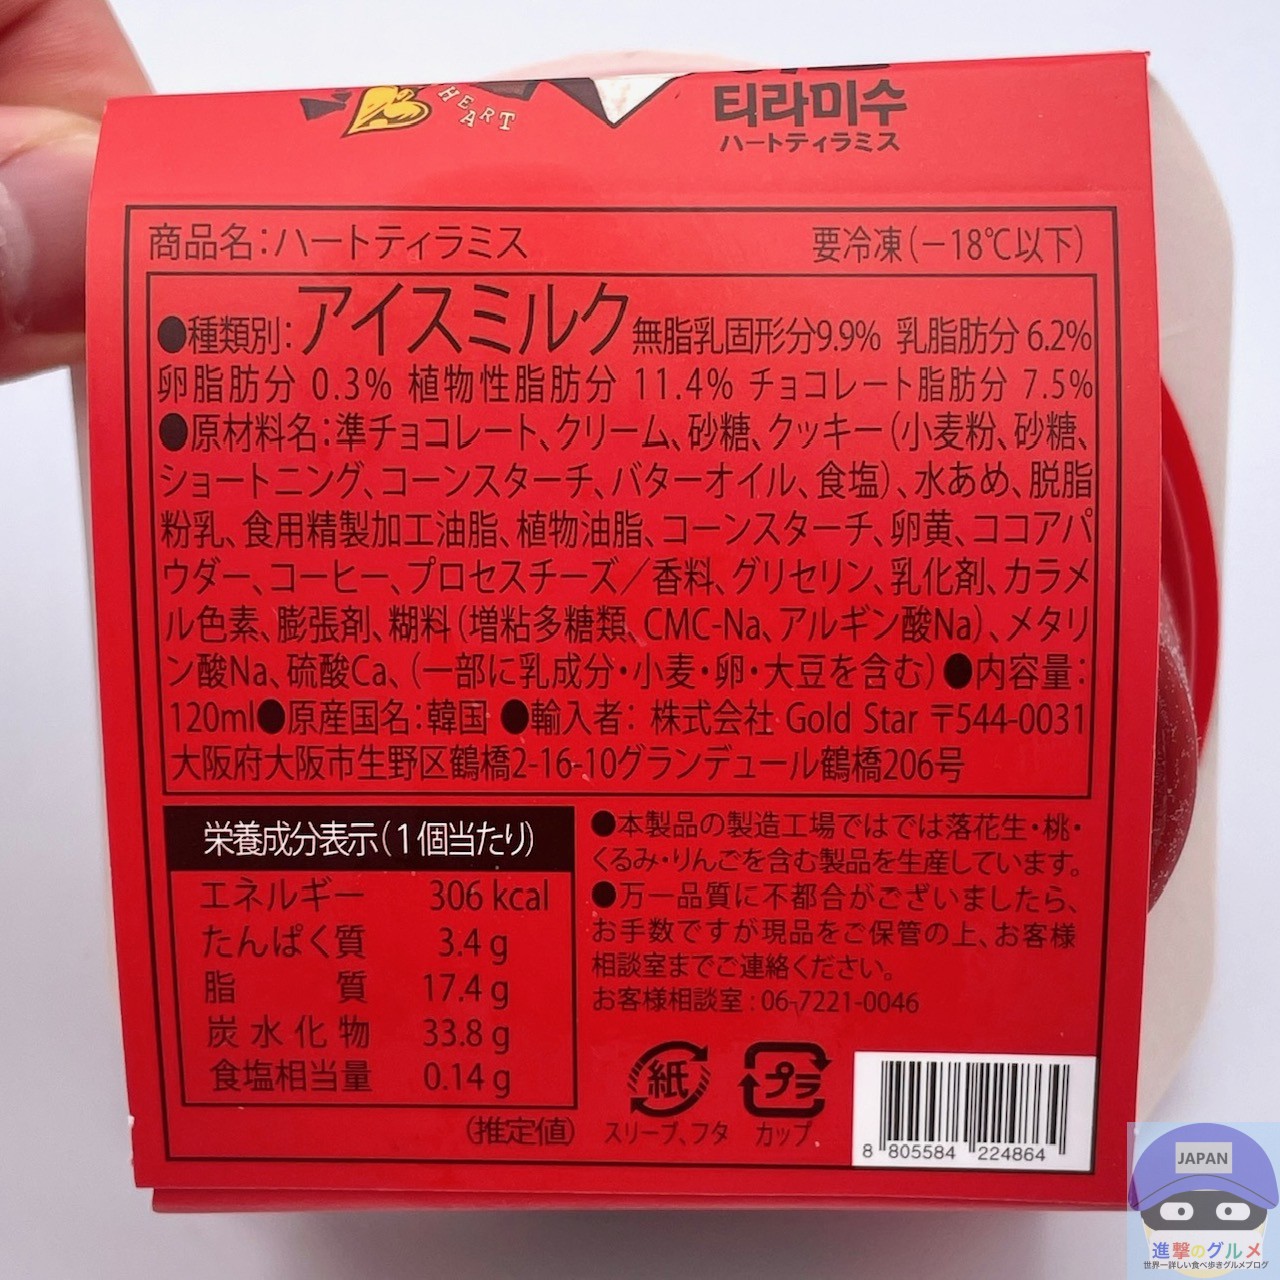 HEART
티라미수
ハートティラミス
商品名：ハートティラミス 要冷凍（－18℃以下）
●種類別：アイスミルク 無脂乳固形分9.9% 乳脂肪分 6.2%
卵脂肪分 0.3% 植物性脂肪分 11.4% チョコレート脂肪分 7.5%
●原材料名：準チョコレート、クリーム、砂糖、クッキー（小麦粉、砂糖、
ショートニング、コーンスターチ、バターオイル、食塩）、水あめ、脱脂
粉乳、食用精製加工油脂、植物油脂、コーンスターチ、卵黄、ココアパ
ウダー、コーヒー、プロセスチーズ／香料、グリセリン、乳化剤、カラメ
ル色素、膨張剤、糊料（増粘多糖類、CMC-Na、アルギン酸Na）、メタリ
ン酸Na、硫酸Ca、（一部に乳成分・小麦・卵・大豆を含む）●内容量：
120ml●原産国名：韓国 ●輸入者：株式会社 Gold Star 〒544-0031
大阪府大阪市生野区鶴橋2-16-10グランデュール鶴橋206号
栄養成分表示（1個当たり）
エネルギー 306 kcal
たんぱく質 3.4 g
脂質 17.4 g
炭水化物 33.8 g
食塩相当量 0.14 g
（推定値）
●本製品の製造工場ではでは落花生・桃・
くるみ・りんごを含む製品を生産しています。
●万一品質に不都合がございましたら、
お手数ですが現品をご保管の上、お客様
相談室までご連絡ください。
お客様相談室：06-7221-0046
紙 プラ
スリーブ、フタ カップ
8 805584 224864
JAPAN
進撃のグルメ
世界一詳しい食べ歩きグルメブログ